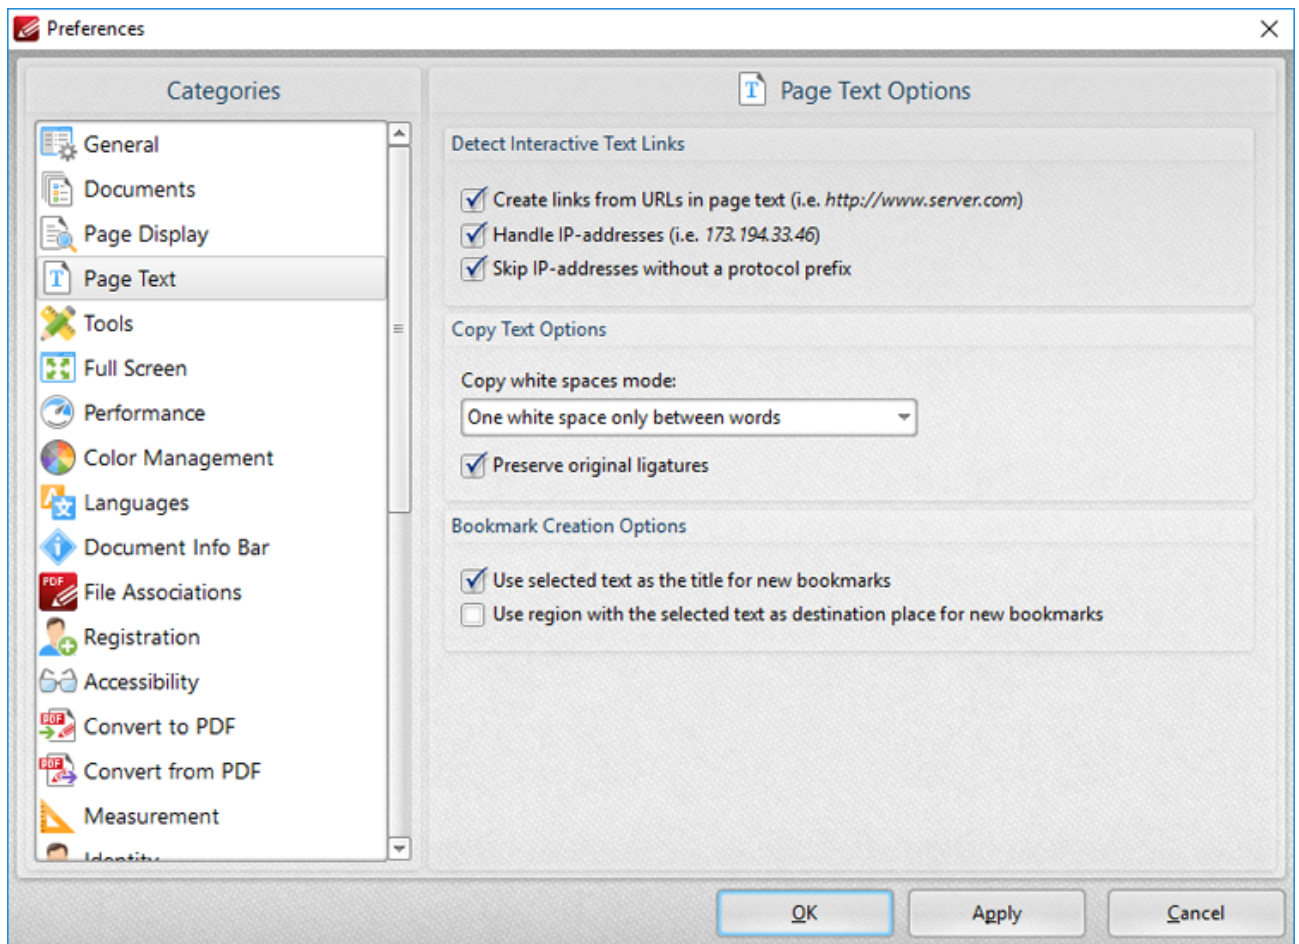 Preferences
Categories
General
Documents
Page Display
Page Text
Tools
Full Screen
Performance
Color Management
Languages
Document Info Bar
PDF
File Associations
Registration
Accessibility
PDF
Convert to PDF
PDF
Convert from PDF
Measurement
Identity
T Page Text Options
Detect Interactive Text Links
Create links from URLs in page text (i.e. http://www.server.com)
Handle IP-addresses (i.e. 173.194.33.46)
Skip IP-addresses without a protocol prefix
Copy Text Options
Copy white spaces mode:
One white space only between words
Preserve original ligatures
Bookmark Creation Options
Use selected text as the title for new bookmarks
Use region with the selected text as destination place for new bookmarks
OK Apply Cancel